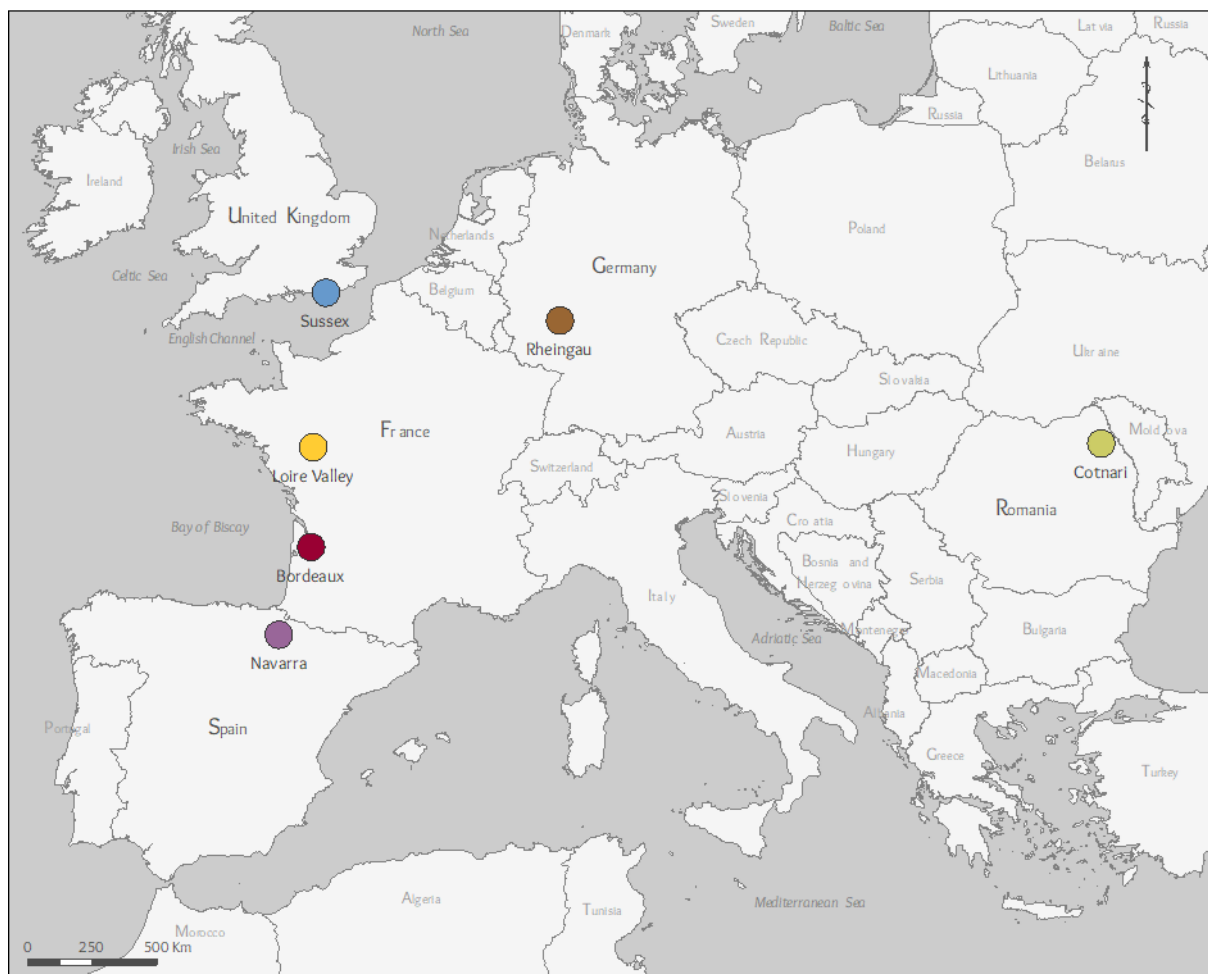 North Sea
Denmark
Sweden
Baltic Sea
Latvia
Russia
Lithuania
Russia
Irish Sea
Ireland
Belarus
United Kingdom
Netherlands
Poland
Celtic Sea
Germany
Belgium
Sussex
English Channel
Rheingau
Czech Republic
Ukraine
Slovakia
France
Austria
Moldova
Hungary
Switzerland
Loire Valley
Cotnari
Slovenia
Romania
Bay of Biscay
Croatia
Bordeaux
Bosnia and
Herzegovina
Serbia
Italy
Montenegr
Bulgaria
Adriatic Sea
Navarra
Macedonia
Portugal
Spain
Albania
Greece
Turkey
Algeria
Mediterranean Sea
Tunisia
Morocco
0 250 500 Km